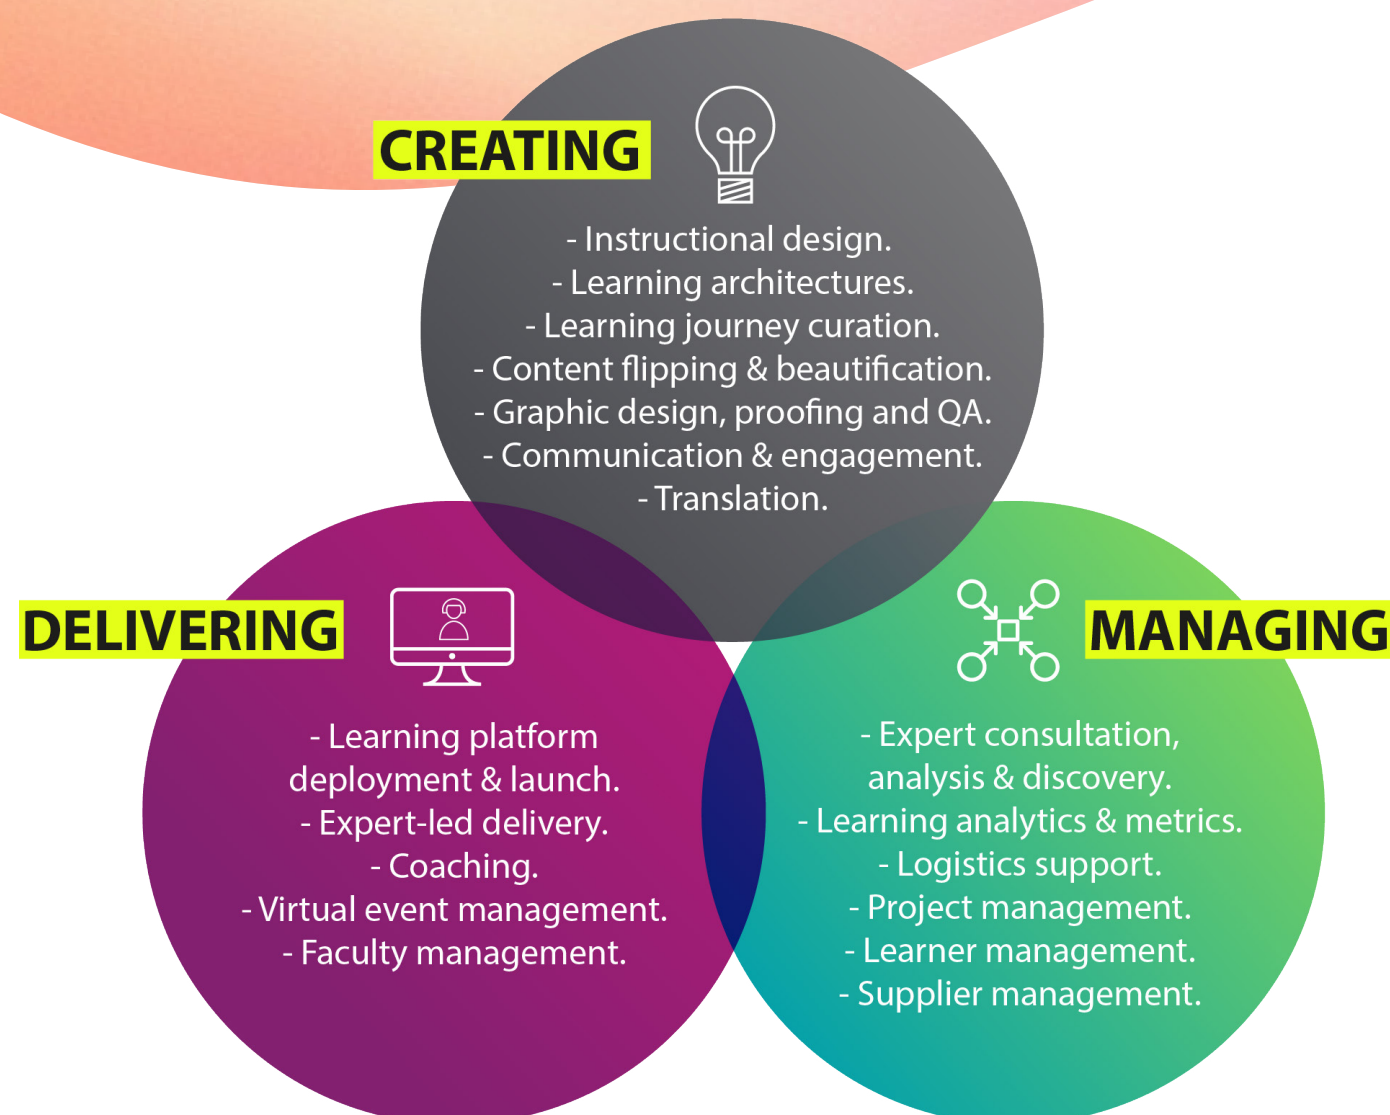 CREATING
- Instructional design.
- Learning architectures.
- Learning journey curation.
- Content flipping & beautification.
- Graphic design, proofing and QA.
- Communication & engagement.
- Translation.
DELIVERING
- Learning platform
deployment & launch.
- Expert-led delivery.
- Coaching.
- Virtual event management.
- Faculty management.
MANAGING
- Expert consultation,
analysis & discovery.
- Learning analytics & metrics.
- Logistics support.
- Project management.
- Learner management.
- Supplier management.